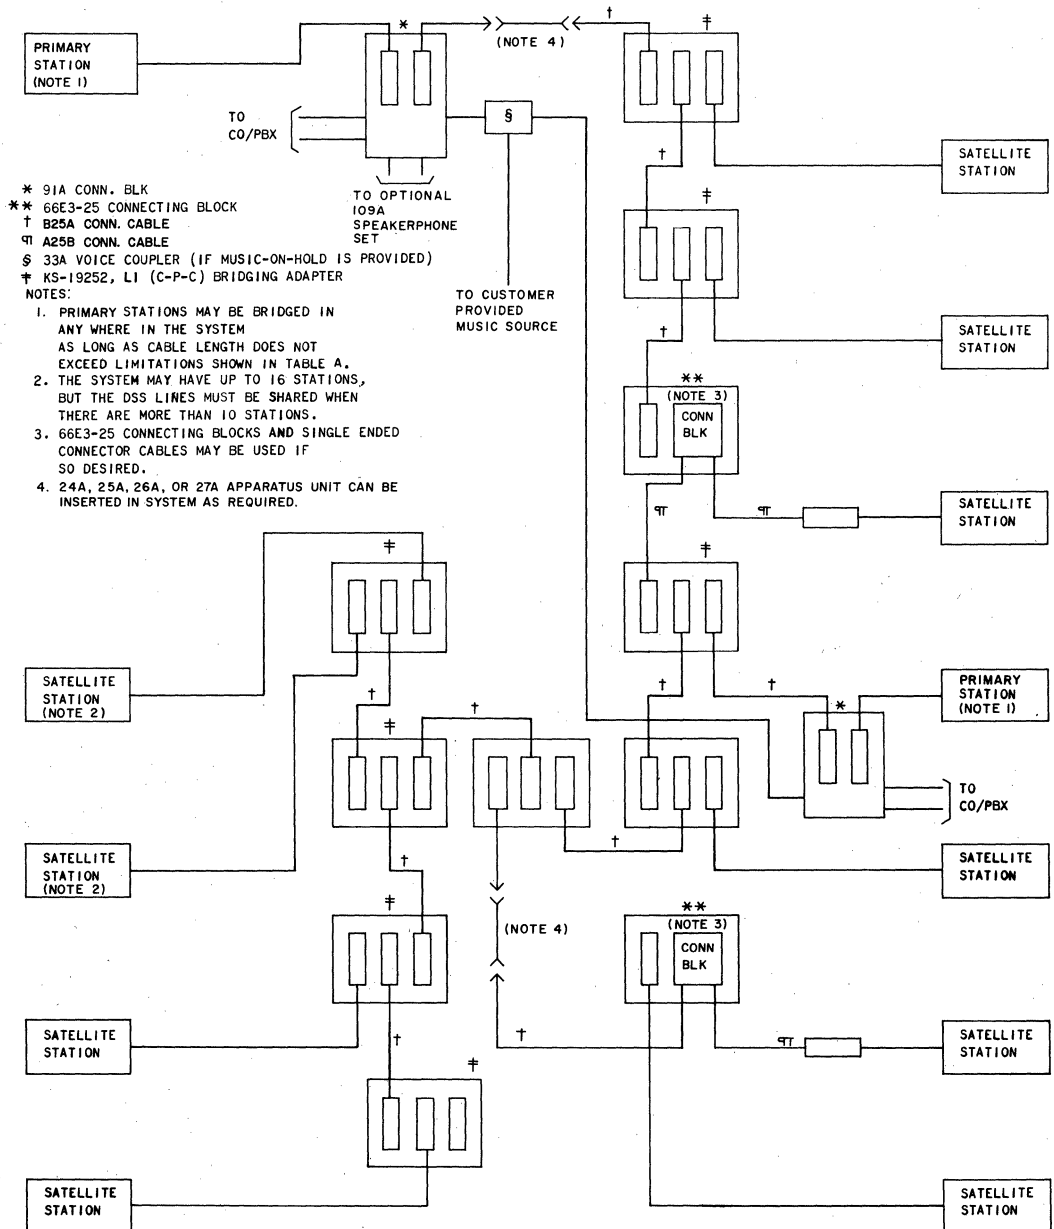 PRIMARY
STATION
(NOTE 1)
*
†
(NOTE 4)
‡
TO
CO/PBX
§
TO OPTIONAL
109A
SPEAKERPHONE
SET
TO CUSTOMER
PROVIDED
MUSIC SOURCE
* 91A CONN. BLK
** 66E3-25 CONNECTING BLOCK
† B25A CONN. CABLE
¶ A25B CONN. CABLE
§ 33A VOICE COUPLER (IF MUSIC-ON-HOLD IS PROVIDED)
‡ KS-19252, L1 (C-P-C) BRIDGING ADAPTER
NOTES:
1. PRIMARY STATIONS MAY BE BRIDGED IN
ANY WHERE IN THE SYSTEM
AS LONG AS CABLE LENGTH DOES NOT
EXCEED LIMITATIONS SHOWN IN TABLE A.
2. THE SYSTEM MAY HAVE UP TO 16 STATIONS,
BUT THE DSS LINES MUST BE SHARED WHEN
THERE ARE MORE THAN 10 STATIONS.
3. 66E3-25 CONNECTING BLOCKS AND SINGLE ENDED
CONNECTOR CABLES MAY BE USED IF
SO DESIRED.
4. 24A, 25A, 26A, OR 27A APPARATUS UNIT CAN BE
INSERTED IN SYSTEM AS REQUIRED.
†
SATELLITE
STATION
‡
†
SATELLITE
STATION
**
(NOTE 3)
CONN
BLK
¶
¶
SATELLITE
STATION
‡
‡
SATELLITE
STATION
(NOTE 2)
†
†
†
PRIMARY
STATION
(NOTE 1)
*
‡
†
TO
CO/PBX
SATELLITE
STATION
(NOTE 2)
†
†
SATELLITE
STATION
‡
(NOTE 4)
**
(NOTE 3)
CONN
BLK
SATELLITE
STATION
†
†
¶
SATELLITE
STATION
‡
SATELLITE
STATION
SATELLITE
STATION